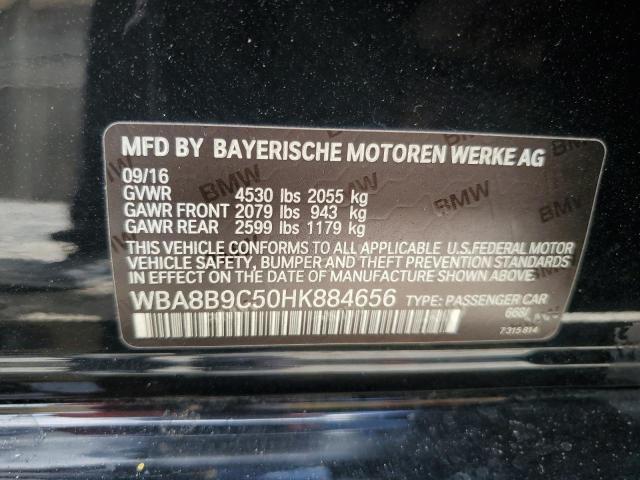 MFD BY BAYERISCHE MOTOREN WERKE AG
09/16
GVWR 4530 lbs 2055 kg
GAWR FRONT 2079 lbs 943 kg
GAWR REAR 2599 lbs 1179 kg
THIS VEHICLE CONFORMS TO ALL APPLICABLE U.S.FEDERAL MOTOR
VEHICLE SAFETY, BUMPER AND THEFT PREVENTION STANDARDS
IN EFFECT ON THE DATE OF MANUFACTURE SHOWN ABOVE.
WBA8B9C50HK884656 TYPE: PASSENGER CAR
668/
7315814